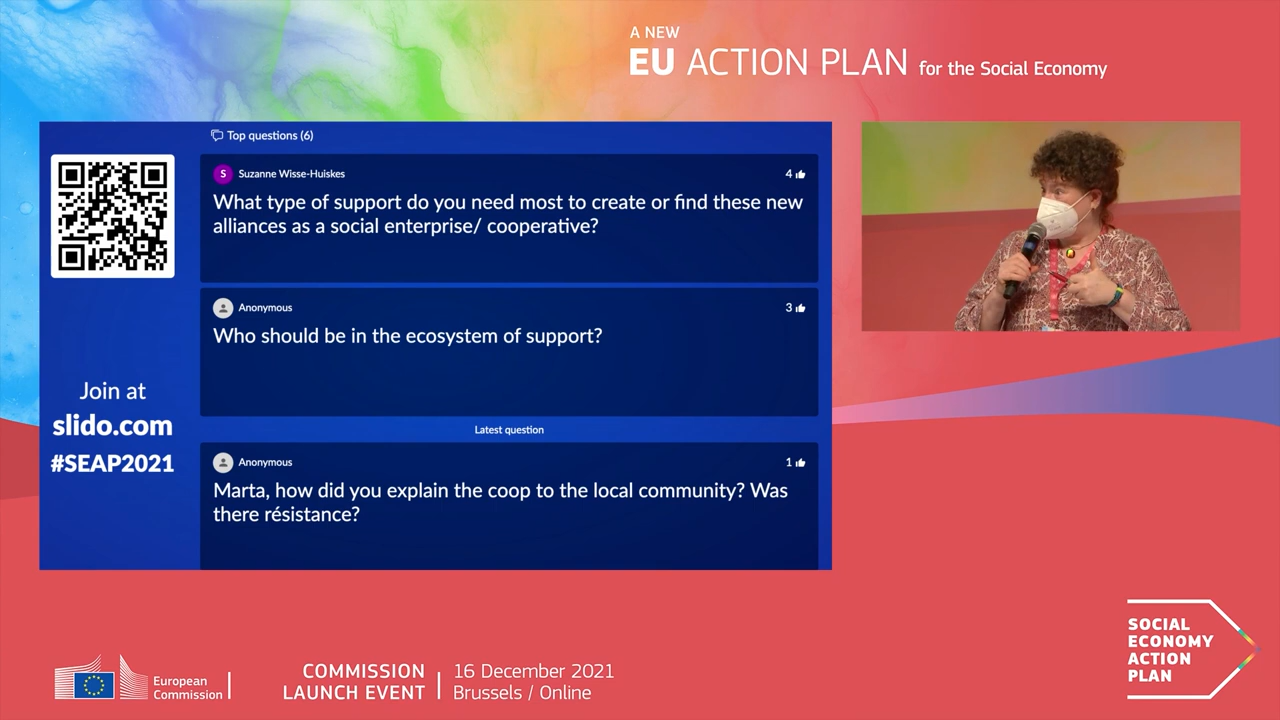 A NEW
EU ACTION PLAN for the Social Economy
Top questions (6)
S Suzanne Wisse-Huiskes 4
What type of support do you need most to create or find these new
alliances as a social enterprise/ cooperative?
Anonymous 3
Who should be in the ecosystem of support?
Join at
slido.com
#SEAP2021
Latest question
Anonymous 1
Marta, how did you explain the coop to the local community? Was
there résistance?
European
Commission
COMMISSION
LAUNCH EVENT
16 December 2021
Brussels / Online
SOCIAL
ECONOMY
ACTION
PLAN